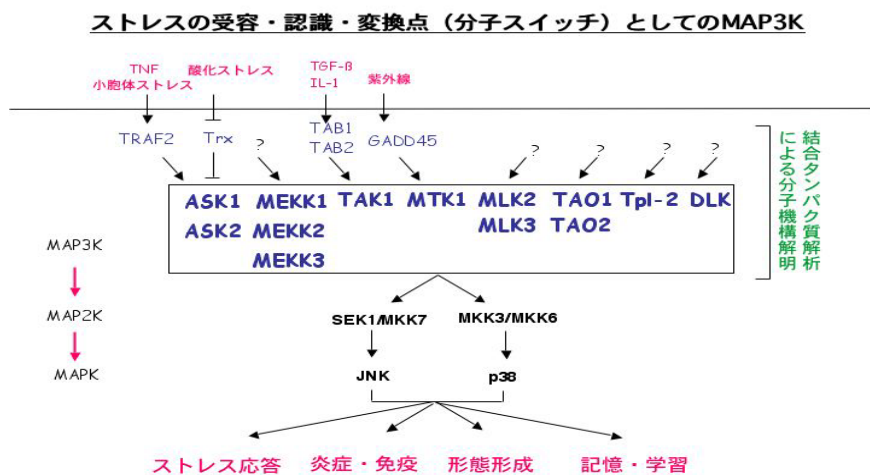 ストレスの受容・認識・変換点（分子スイッチ）としてのMAP3K
TNF
小胞体ストレス
酸化ストレス
TGF-β
IL-1
紫外線
TRAF2
Trx
?
TAB1
TAB2
GADD45
?
?
?
?
結合タンパク質解析
による分子機構解明
ASK1 MEKK1 TAK1 MTK1 MLK2 TAO1 Tpl-2 DLK
ASK2 MEKK2 MLK3 TAO2
MEKK3
MAP3K
MAP2K
MAPK
SEK1/MKK7
MKK3/MKK6
JNK
p38
ストレス応答 炎症・免疫 形態形成 記憶・学習